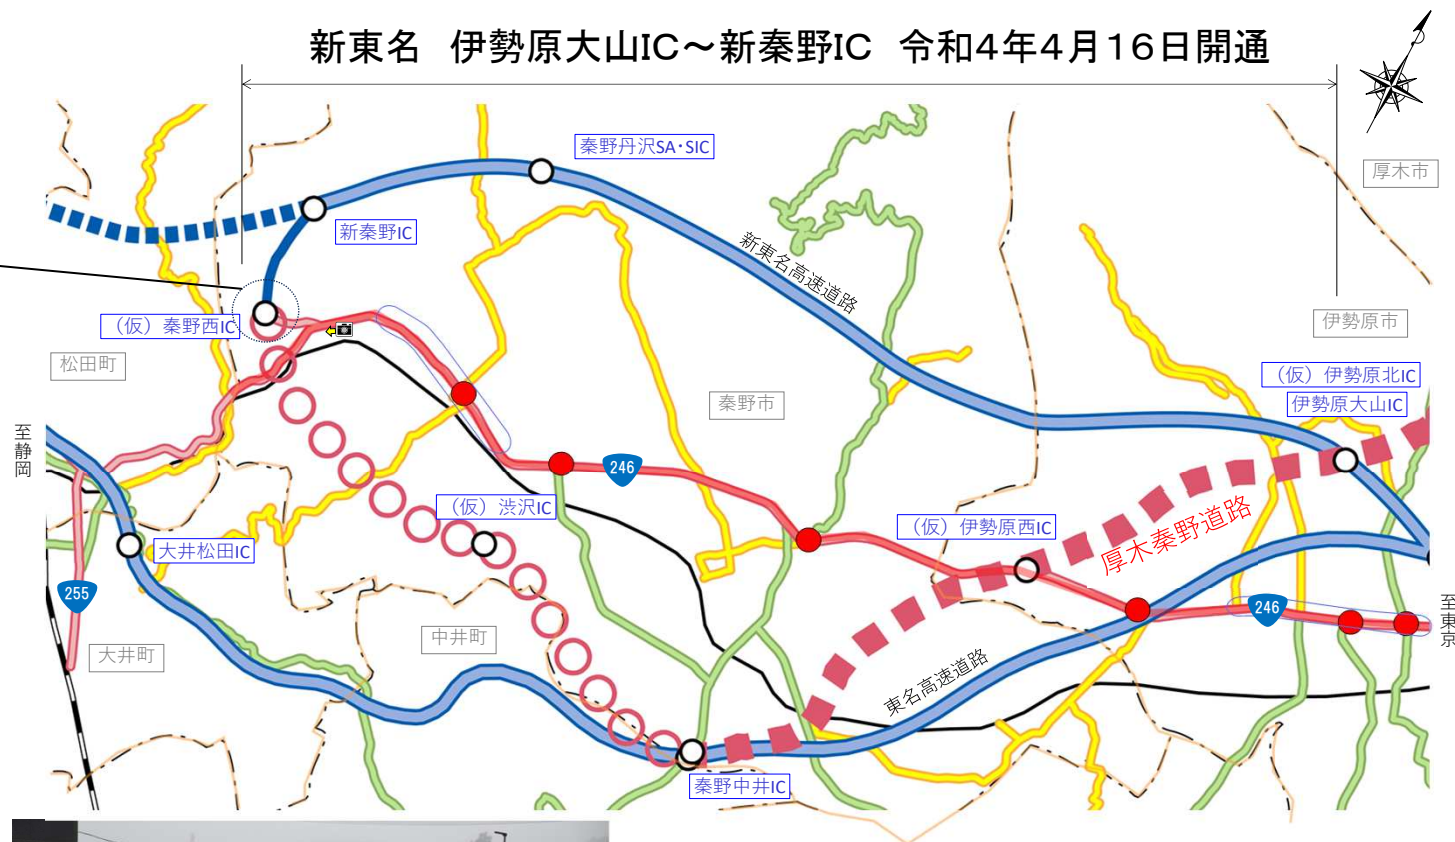 新東名　伊勢原大山IC～新秦野IC　令和4年4月16日開通
秦野丹沢SA・SIC
厚木市
新秦野IC
新東名高速道路
（仮）秦野西IC
伊勢原市
松田町
（仮）伊勢原北IC
秦野市
伊勢原大山IC
至静岡
246
（仮）渋沢IC
（仮）伊勢原西IC
厚木秦野道路
大井松田IC
255
246
至東京
中井町
大井町
東名高速道路
秦野中井IC